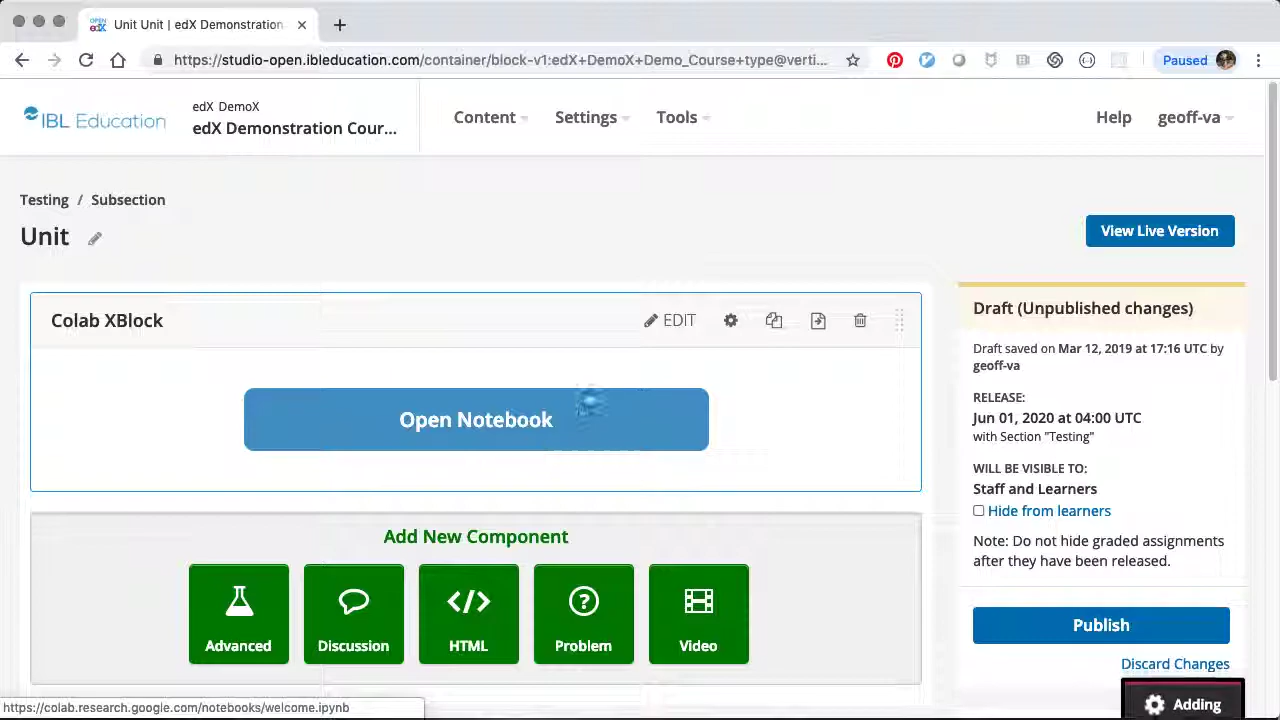 Unit Unit | edX Demonstration
https://studio-open.ibleducation.com/container/block-v1:edX+DemoX+Demo_Course+type@verti...
Paused
IBL Education
edX DemoX
edX Demonstration Cour...
Content
Settings
Tools
Help
geoff-va
Testing / Subsection
Unit
View Live Version
Colab XBlock
EDIT
Open Notebook
Add New Component
Advanced
Discussion
HTML
Problem
Video
Draft (Unpublished changes)
Draft saved on Mar 12, 2019 at 17:16 UTC by
geoff-va
RELEASE:
Jun 01, 2020 at 04:00 UTC
with Section "Testing"
WILL BE VISIBLE TO:
Staff and Learners
Hide from learners
Note: Do not hide graded assignments
after they have been released.
Publish
Discard Changes
Adding
https://colab.research.google.com/notebooks/welcome.ipynb